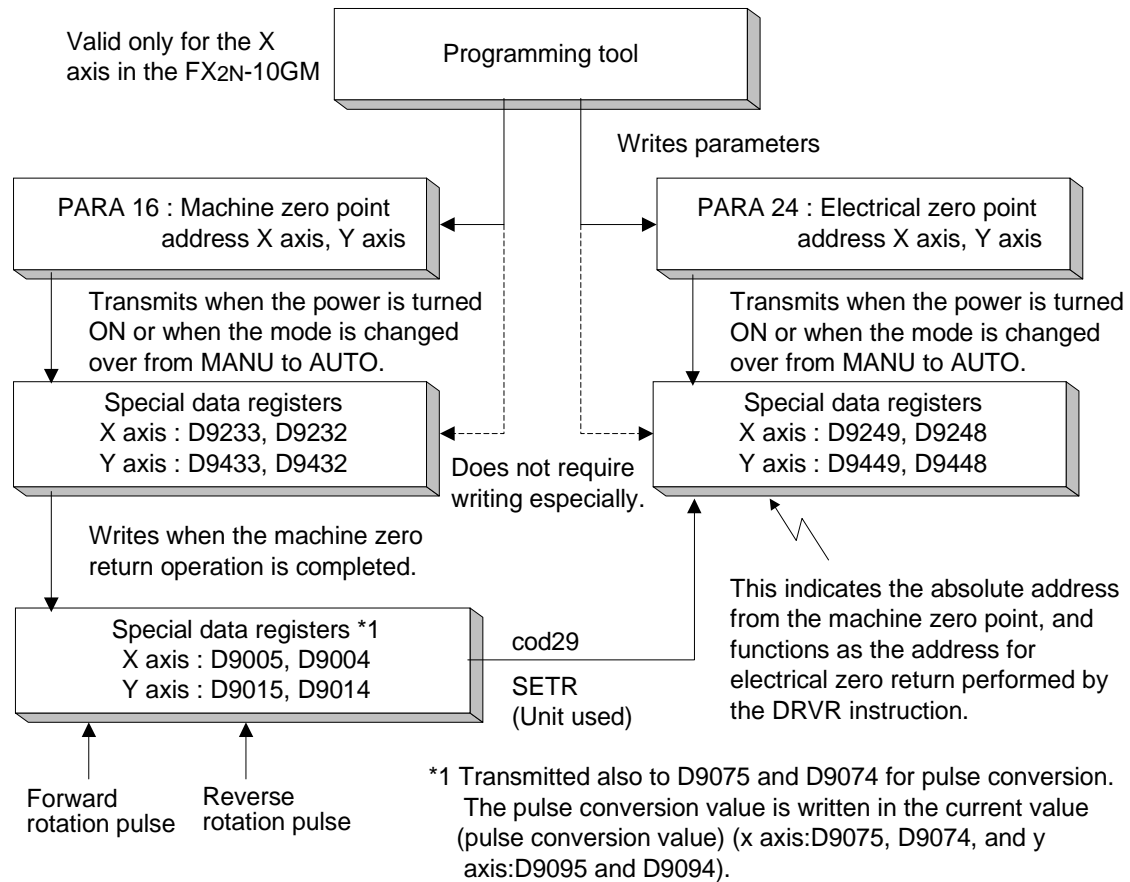 Valid only for the X
axis in the FX2N-10GM
Programming tool
Writes parameters
PARA 16 : Machine zero point
address X axis, Y axis
PARA 24 : Electrical zero point
address X axis, Y axis
Transmits when the power is turned
ON or when the mode is changed
over from MANU to AUTO.
Transmits when the power is turned
ON or when the mode is changed
over from MANU to AUTO.
Special data registers
X axis : D9233, D9232
Y axis : D9433, D9432
Special data registers
X axis : D9249, D9248
Y axis : D9449, D9448
Does not require
writing especially.
Writes when the machine zero
return operation is completed.
This indicates the absolute address
from the machine zero point, and
functions as the address for
electrical zero return performed by
the DRVR instruction.
Special data registers *1
X axis : D9005, D9004
Y axis : D9015, D9014
cod29
SETR
(Unit used)
Forward
rotation pulse
Reverse
rotation pulse
*1 Transmitted also to D9075 and D9074 for pulse conversion.
The pulse conversion value is written in the current value
(pulse conversion value) (x axis:D9075, D9074, and y
axis:D9095 and D9094).